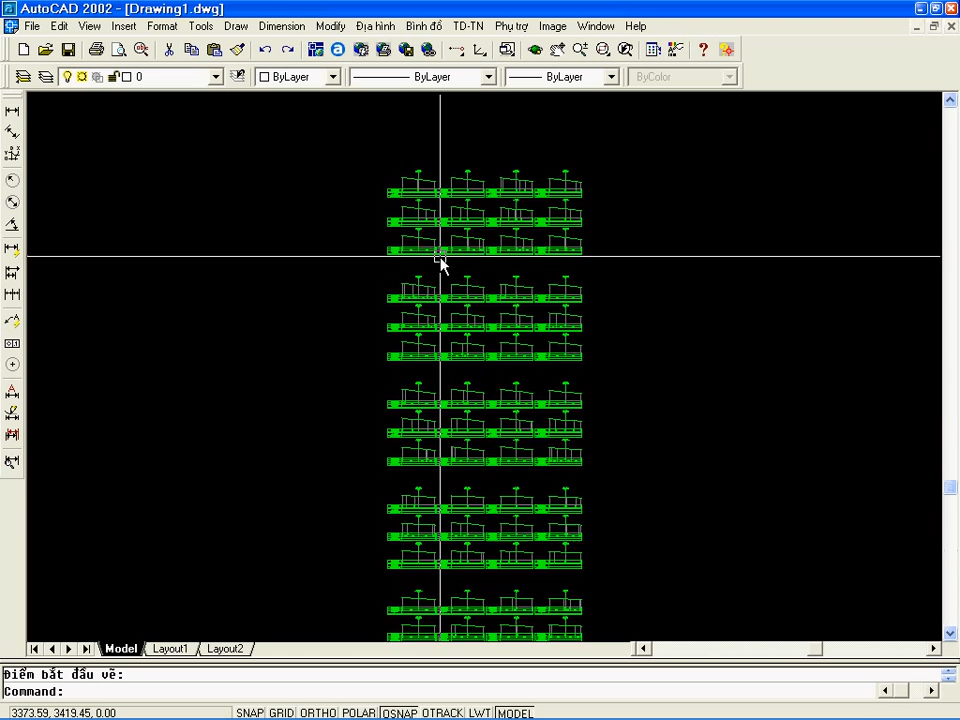 AutoCAD 2002 - [Drawing1.dwg]
File Edit View Insert Format Tools Draw Dimension Modify Địa hình Bình đồ TD-TN Phụ trợ Image Window Help
0 ByLayer ByLayer ByLayer ByColor
Model Layout1 Layout2
Điểm bắt đầu vẽ:
Command:
3373.59, 3419.45, 0.00 SNAP GRID ORTHO POLAR OSNAP OTRACK LWT MODEL